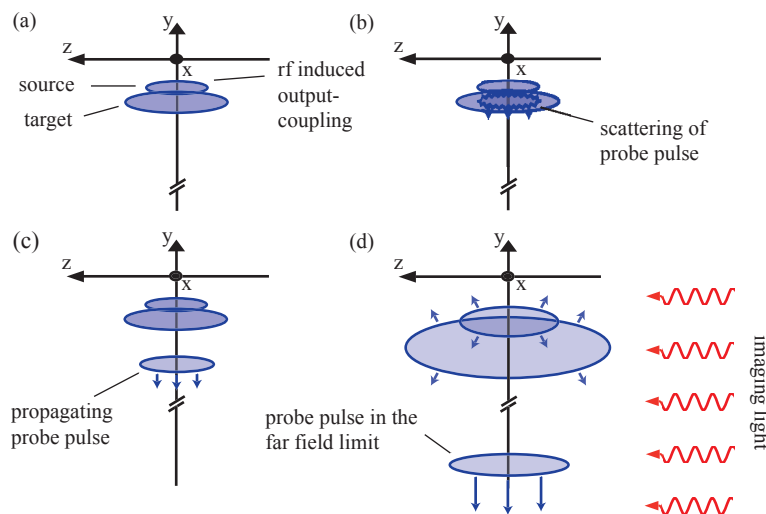 (a)
y
z
x
source
target
rf induced
output-
coupling
(b)
y
z
x
scattering of
probe pulse
(c)
y
z
x
propagating
probe pulse
(d)
y
z
x
probe pulse in the
far field limit
imaging light